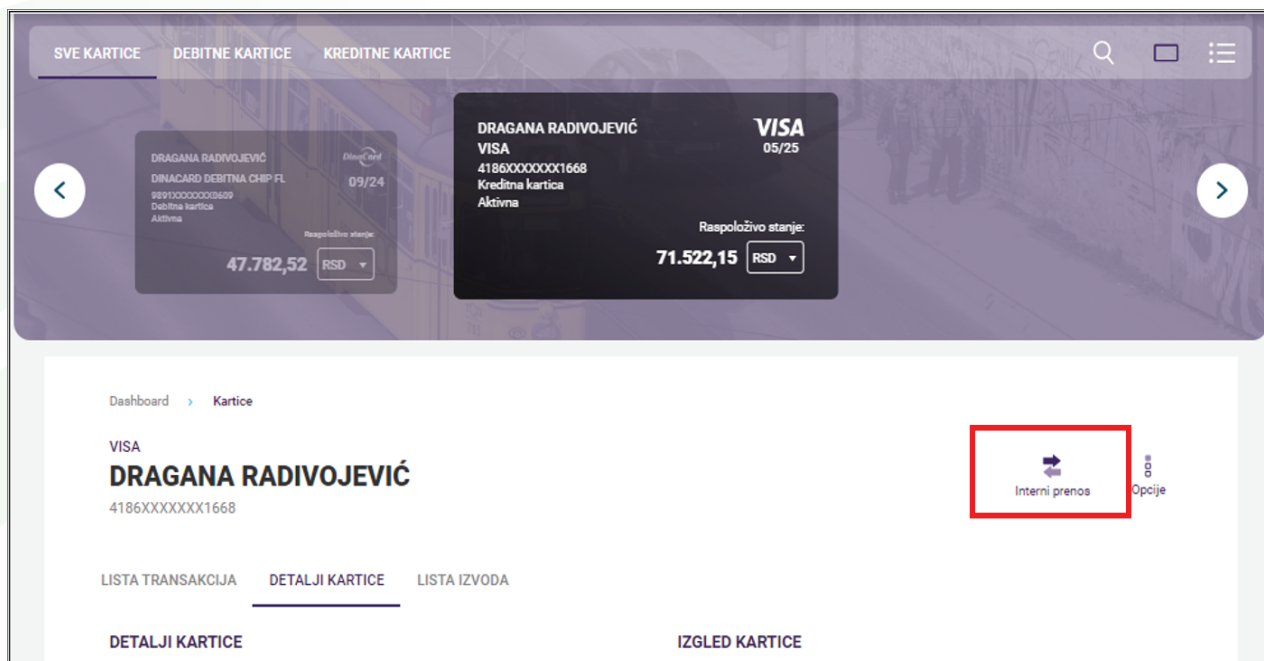 SVE KARTICE DEBITNE KARTICE KREDITNE KARTICE
DRAGANA RADIVOJEVIĆ
DinaCard
DINACARD DEBITNA CHIP FL
09/24
9891XXXXXXX0609
Debitna kartica
Aktivna
Raspoloživo stanje:
47.782,52 RSD
DRAGANA RADIVOJEVIĆ
VISA
VISA
05/25
4186XXXXXXX1668
Kreditna kartica
Aktivna
Raspoloživo stanje:
71.522,15 RSD
Dashboard > Kartice
VISA
DRAGANA RADIVOJEVIĆ
4186XXXXXXX1668
Interni prenos
Opcije
LISTA TRANSAKCIJA DETALJI KARTICE LISTA IZVODA
DETALJI KARTICE IZGLED KARTICE